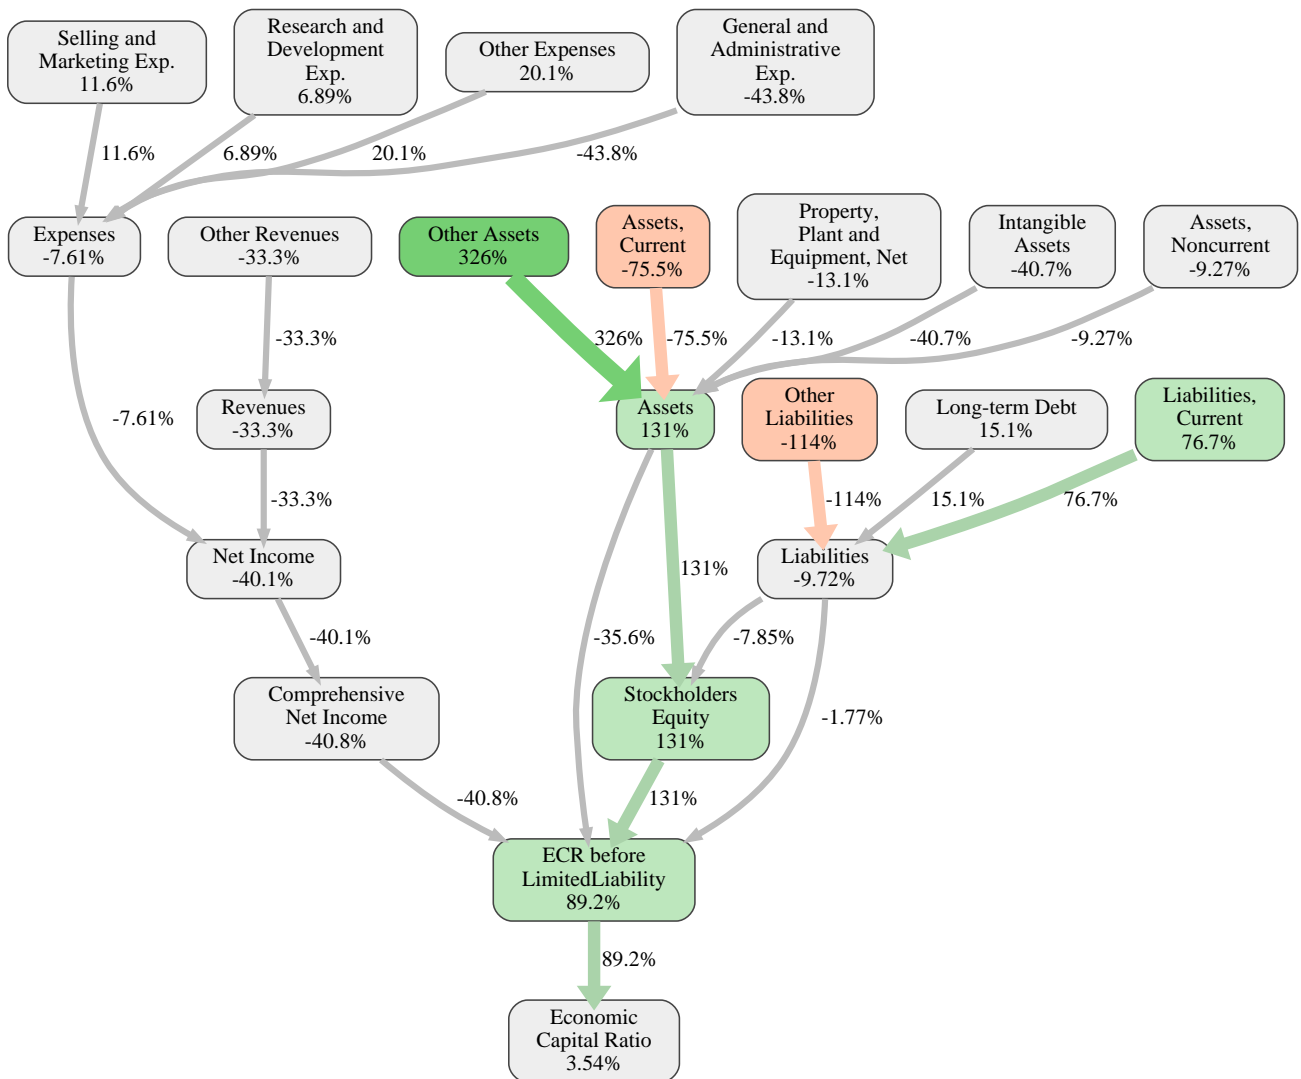 Selling and
Marketing Exp.
11.6%
Research and
Development
Exp.
6.89%
Other Expenses
20.1%
General and
Administrative
Exp.
-43.8%
11.6%
6.89%
20.1%
-43.8%
Expenses
-7.61%
Other Revenues
-33.3%
Other Assets
326%
Assets,
Current
-75.5%
Property,
Plant and
Equipment, Net
-13.1%
Intangible
Assets
-40.7%
Assets,
Noncurrent
-9.27%
-33.3%
326%
-75.5%
-13.1%
-40.7%
-9.27%
-7.61%
Revenues
-33.3%
Assets
131%
Other
Liabilities
-114%
Long-term Debt
15.1%
Liabilities,
Current
76.7%
-33.3%
-114%
15.1%
76.7%
Net Income
-40.1%
131%
Liabilities
-9.72%
-40.1%
-35.6%
-7.85%
Comprehensive
Net Income
-40.8%
Stockholders
Equity
131%
-1.77%
-40.8%
131%
ECR before
LimitedLiability
89.2%
89.2%
Economic
Capital Ratio
3.54%